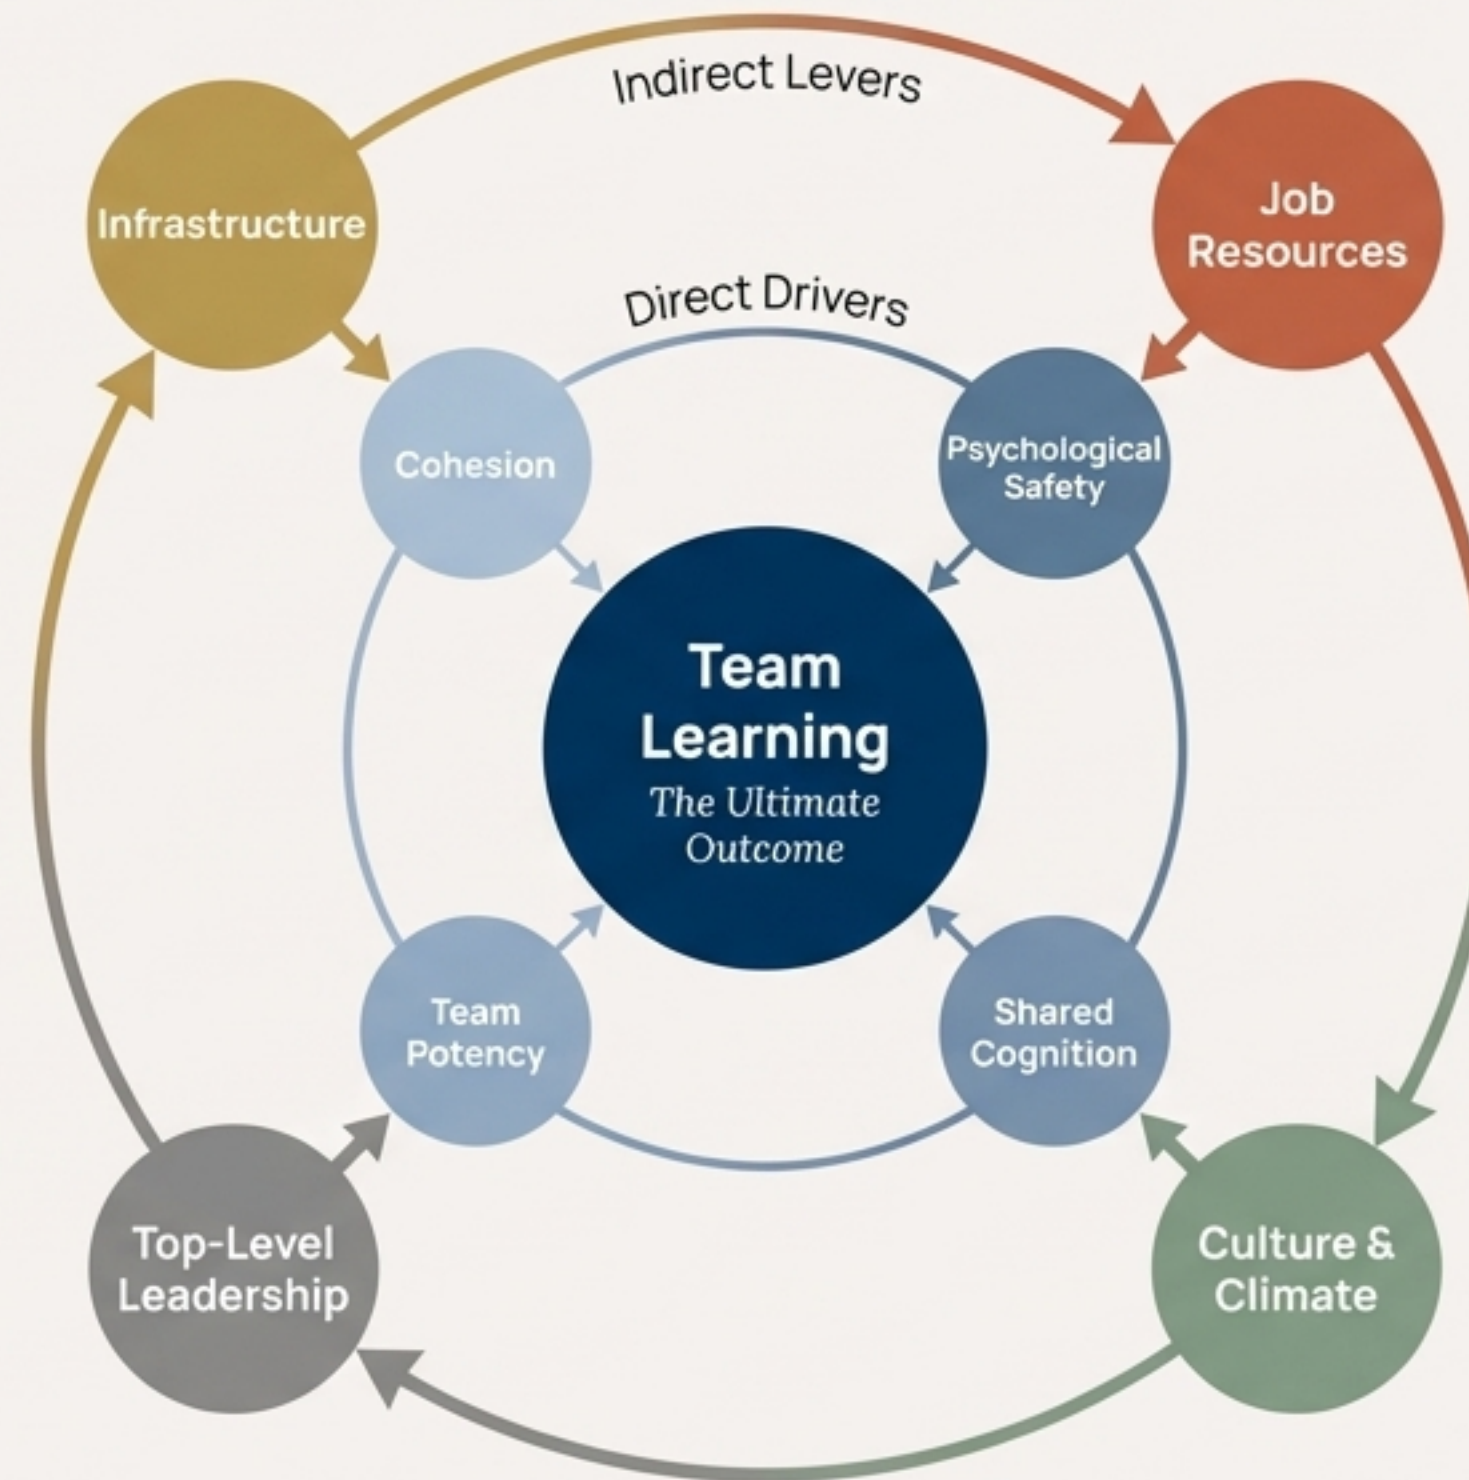 Indirect Levers
Infrastructure
Job
Resources
Direct Drivers
Cohesion
Psychological
Safety
Team
Learning
The Ultimate
Outcome
Team
Potency
Shared
Cognition
Top-Level
Leadership
Culture &
Climate